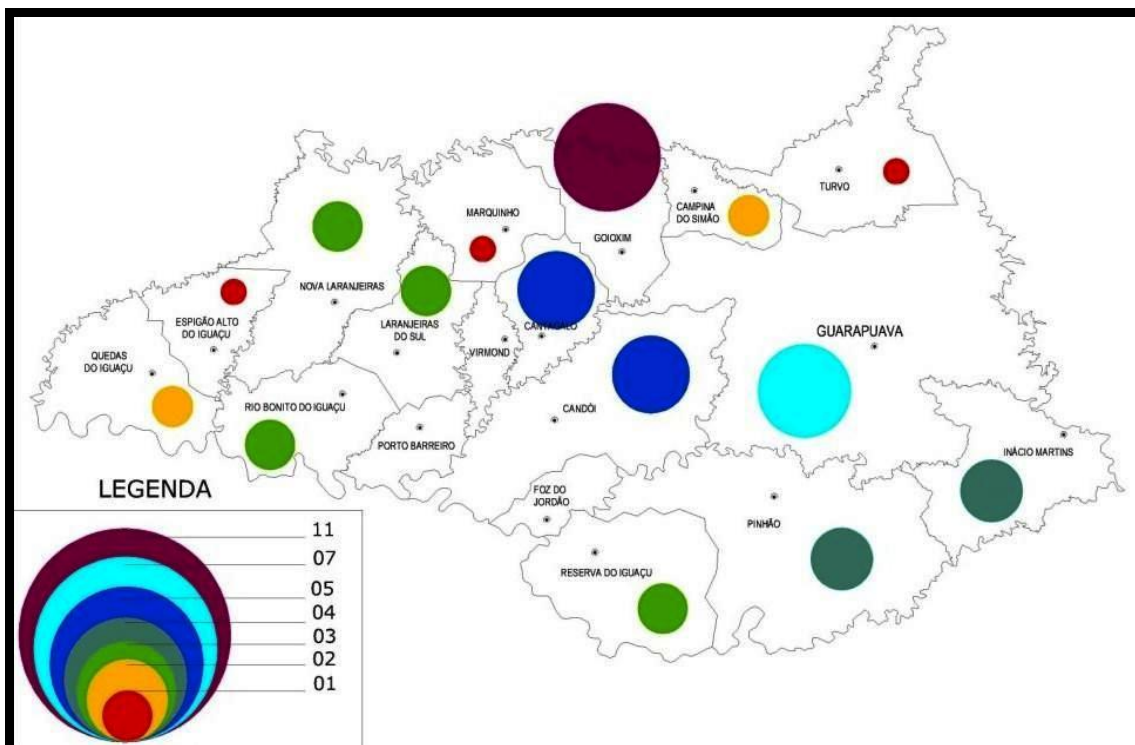 TURVO
CAMPINA
DO SIMÃO
MARQUINHO
GOIOXIM
NOVA LARANJEIRAS
ESPIGÃO ALTO
DO IGUAÇU
LARANJEIRAS
DO SUL
CANTAGALO
GUARAPUAVA
VIRMOND
QUEDAS
DO IGUAÇU
RIO BONITO DO IGUAÇU
CANDÓI
PORTO BARREIRO
INÁCIO MARTINS
FOZ DO
JORDÃO
PINHÃO
RESERVA DO IGUAÇU
LEGENDA
11
07
05
04
03
02
01